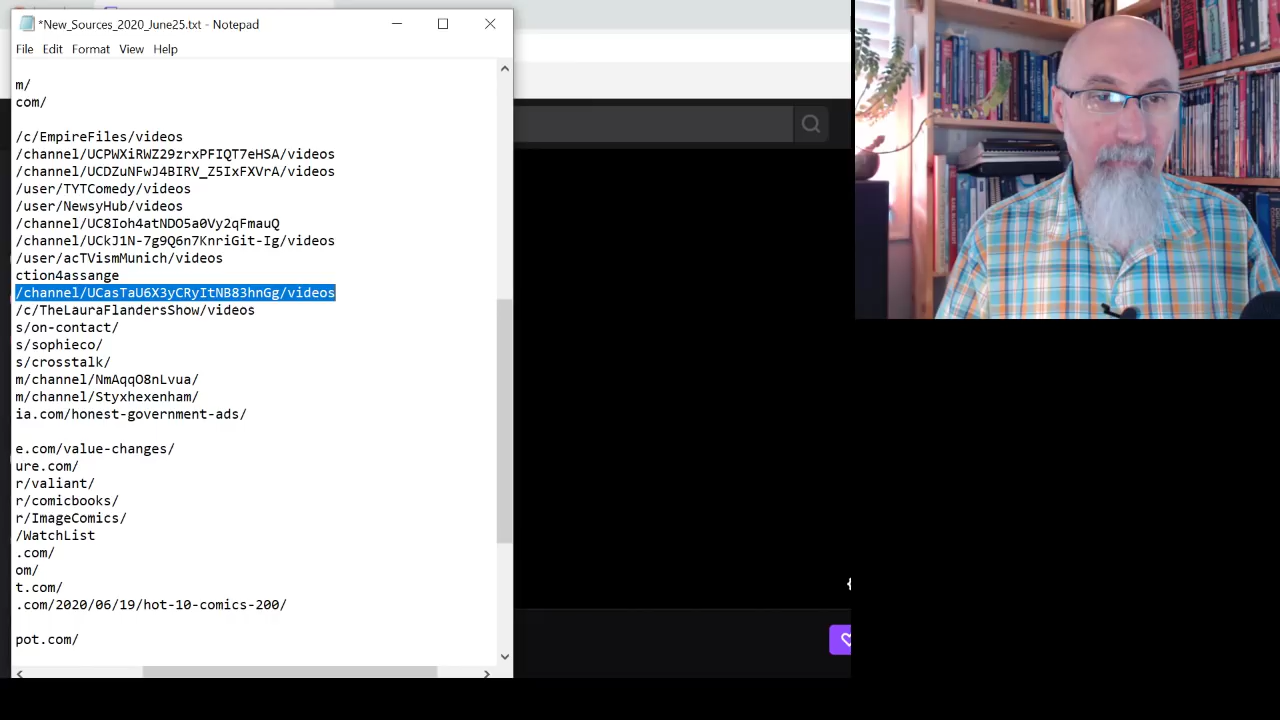 *New_Sources_2020_June25.txt - Notepad
File Edit Format View Help
m/
com/
/c/EmpireFiles/videos
/channel/UCPWXiRWZ29zrxPFIQT7eHSA/videos
/channel/UCDZuNFwJ4BIRV_Z5IxFXVrA/videos
/user/TYTComedy/videos
/user/NewsyHub/videos
/channel/UC8Ioh4atNDO5a0Vy2qFmauQ
/channel/UCkJ1N-7g9Q6n7KnriGit-Ig/videos
/user/acTVismMunich/videos
ction4assange
/channel/UCasTaU6X3yCRyItNB83hnGg/videos
/c/TheLauraFlandersShow/videos
s/on-contact/
s/sophieco/
s/crosstalk/
m/channel/NmAqqO8nLvua/
m/channel/Styxhexenham/
ia.com/honest-government-ads/
e.com/value-changes/
ure.com/
r/valiant/
r/comicbooks/
r/ImageComics/
/WatchList
.com/
om/
t.com/
.com/2020/06/19/hot-10-comics-200/
pot.com/